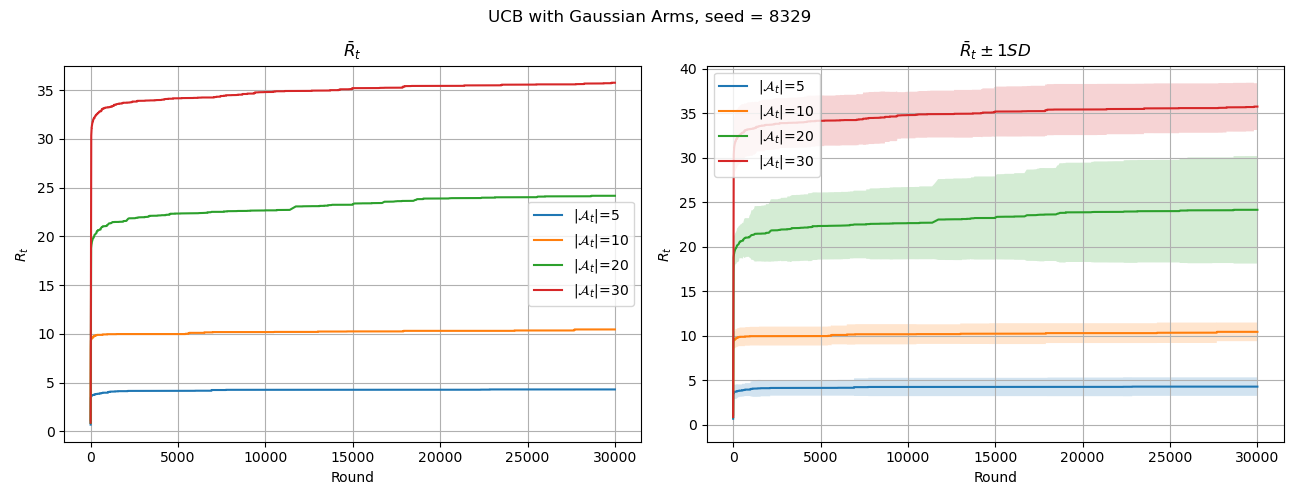 UCB with Gaussian Arms, seed = 8329
R̄ₜ
Rₜ
35
30
25
20
15
10
5
0
|𝒜ₜ|=5
|𝒜ₜ|=10
|𝒜ₜ|=20
|𝒜ₜ|=30
0 5000 10000 15000 20000 25000 30000
Round
R̄ₜ ± 1SD
Rₜ
40
35
30
25
20
15
10
5
0
|𝒜ₜ|=5
|𝒜ₜ|=10
|𝒜ₜ|=20
|𝒜ₜ|=30
0 5000 10000 15000 20000 25000 30000
Round